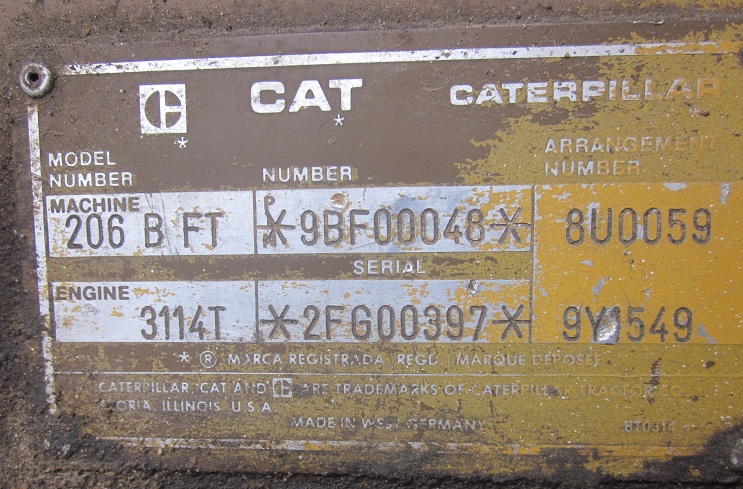 CAT CATERPILLAR
* *
MODEL NUMBER NUMBER ARRANGEMENT NUMBER
MACHINE 206 B FT *9BF00048* 8U0059
SERIAL
ENGINE 3114T *2FG00397* 9Y1549
* ® MARCA REGISTRADA REGD. MARQUE DEPOSEE
CATERPILLAR, CAT AND ARE TRADEMARKS OF CATERPILLAR TRACTOR
U.S.A. ILLINOIS
MADE IN WEST GERMANY